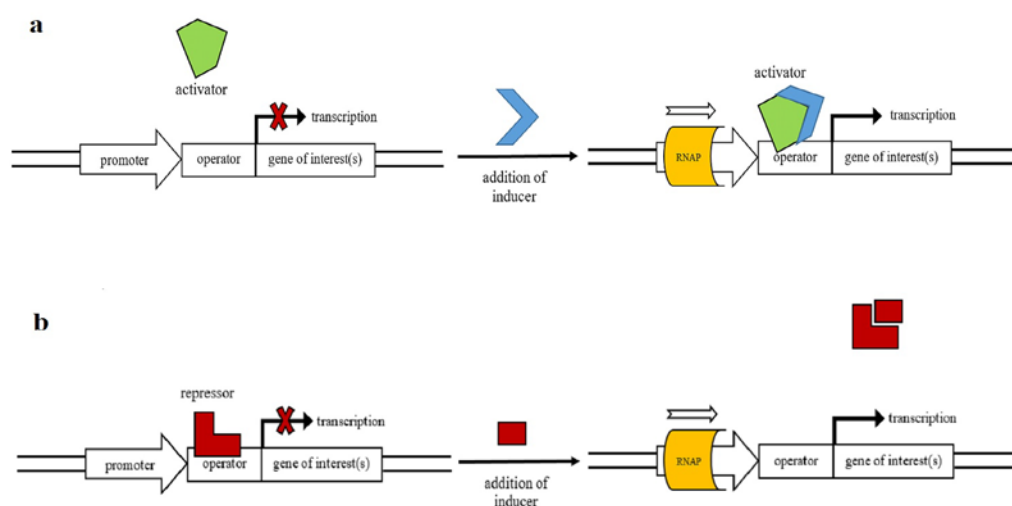 a
activator
transcription
promoter
operator
gene of interest(s)
addition of
inducer
activator
transcription
RNAP
operator
gene of interest(s)
b
repressor
transcription
promoter
operator
gene of interest(s)
addition of
inducer
transcription
RNAP
operator
gene of interest(s)